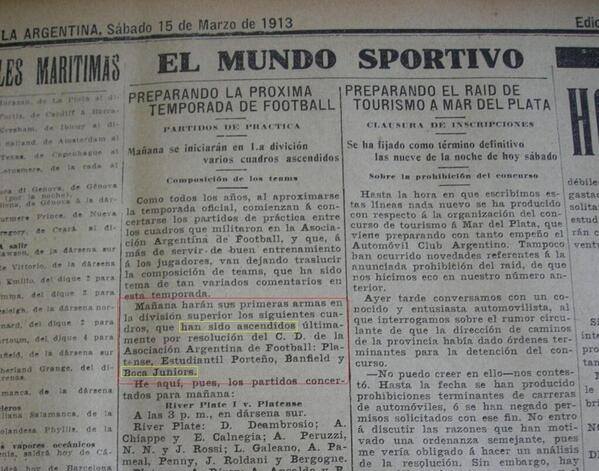 LA ARGENTINA, Sábado 15 de Marzo de 1913
LES MARITIMAS
EL MUNDO SPORTIVO
PREPARANDO LA PROXIMA
TEMPORADA DE FOOTBALL
PARTIDOS DE PRACTICA
Mañana se iniciarán en 1.a división
varios cuadros ascendidos
Composición de los teams
Como todos los años, al aproximarse
la temporada oficial, comienzan á con-
certarse los partidos de práctica entre
los cuadros que militaron en la Asocia-
ción Argentina de Football, y que, á
más de servir de buen entrenamiento
á los jugadores, van dejando traslucir
la composición de teams, que ha sido
tema de tan variados comentarios en
esta temporada.
Mañana harán sus primeras armas en
la división superior los siguientes cua-
dros, que han sido ascendidos última-
mente por resolución del C. D. de la
Asociación Argentina de Football: Pla-
tense, Estudiantil Porteño, Banfield y
Boca Juniors.
He aquí, pues, los partidos concer-
tados para mañana:
River Plate I v. Platense
A las 3 p.m., en dársena sur.
River Plate: D. Deambrosio; A.
Chiappe y E. Calnegia; A. Peruzzi,
N. N. y J. Rossi; L. Galeano, A. Pa-
meal, Penny, J. Roldani y Bergogne.
PREPARANDO EL RAID DE
TOURISMO A MAR DEL PLATA
CLAUSURA DE INSCRIPCIONES
Se ha fijado como término definitivo
las nueve de la noche de hoy sábado
Sobre la prohibición del concurso
Hasta la hora en que escribimos es-
tas líneas nada nuevo se ha producido
con respecto á la organización del con-
curso de tourismo á Mar del Plata, que
viene preparando con tanto empeño el
Automóvil Club Argentino. Tampoco
han ocurrido novedades referentes á la
anunciada prohibición del raid, de que
nos hicimos eco en nuestro número an-
terior.
Ayer tarde conversamos con un co-
nocido y entusiasta automovilista, al
que interrogamos sobre el rumor circu-
lante de que la dirección de caminos
de la provincia había dado órdenes ter-
minantes para la detención del con-
curso.
—No puedo creer en ello—nos contes-
tó. Hasta la fecha se han producido
prohibiciones terminantes de carreras
de automóviles, ó se han negado per-
misos solicitados con ese fin. No entro
á discutir las razones que han moti-
vado una ordenanza semejante, pues
me vería obligado á hacer un análisis
de la resolución. Sin embargo, hay